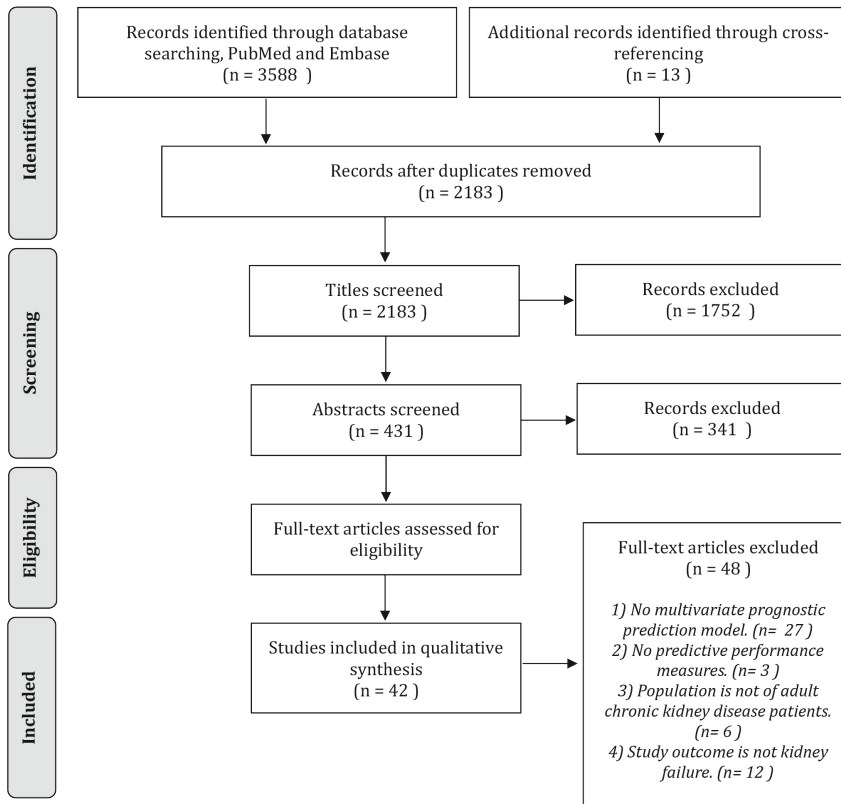 Identification
Records identified through database
searching, PubMed and Embase
(n = 3588 )
Additional records identified through cross-
referencing
(n = 13 )
Records after duplicates removed
(n = 2183 )
Screening
Titles screened
(n = 2183 )
Records excluded
(n = 1752 )
Abstracts screened
(n = 431 )
Records excluded
(n = 341 )
Eligibility
Full-text articles assessed for
eligibility
Full-text articles excluded
(n = 48 )
1) No multivariate prognostic
prediction model. (n= 27 )
2) No predictive performance
measures. (n= 3 )
3) Population is not of adult
chronic kidney disease patients.
(n= 6 )
4) Study outcome is not kidney
failure. (n= 12 )
Included
Studies included in qualitative
synthesis
(n = 42 )